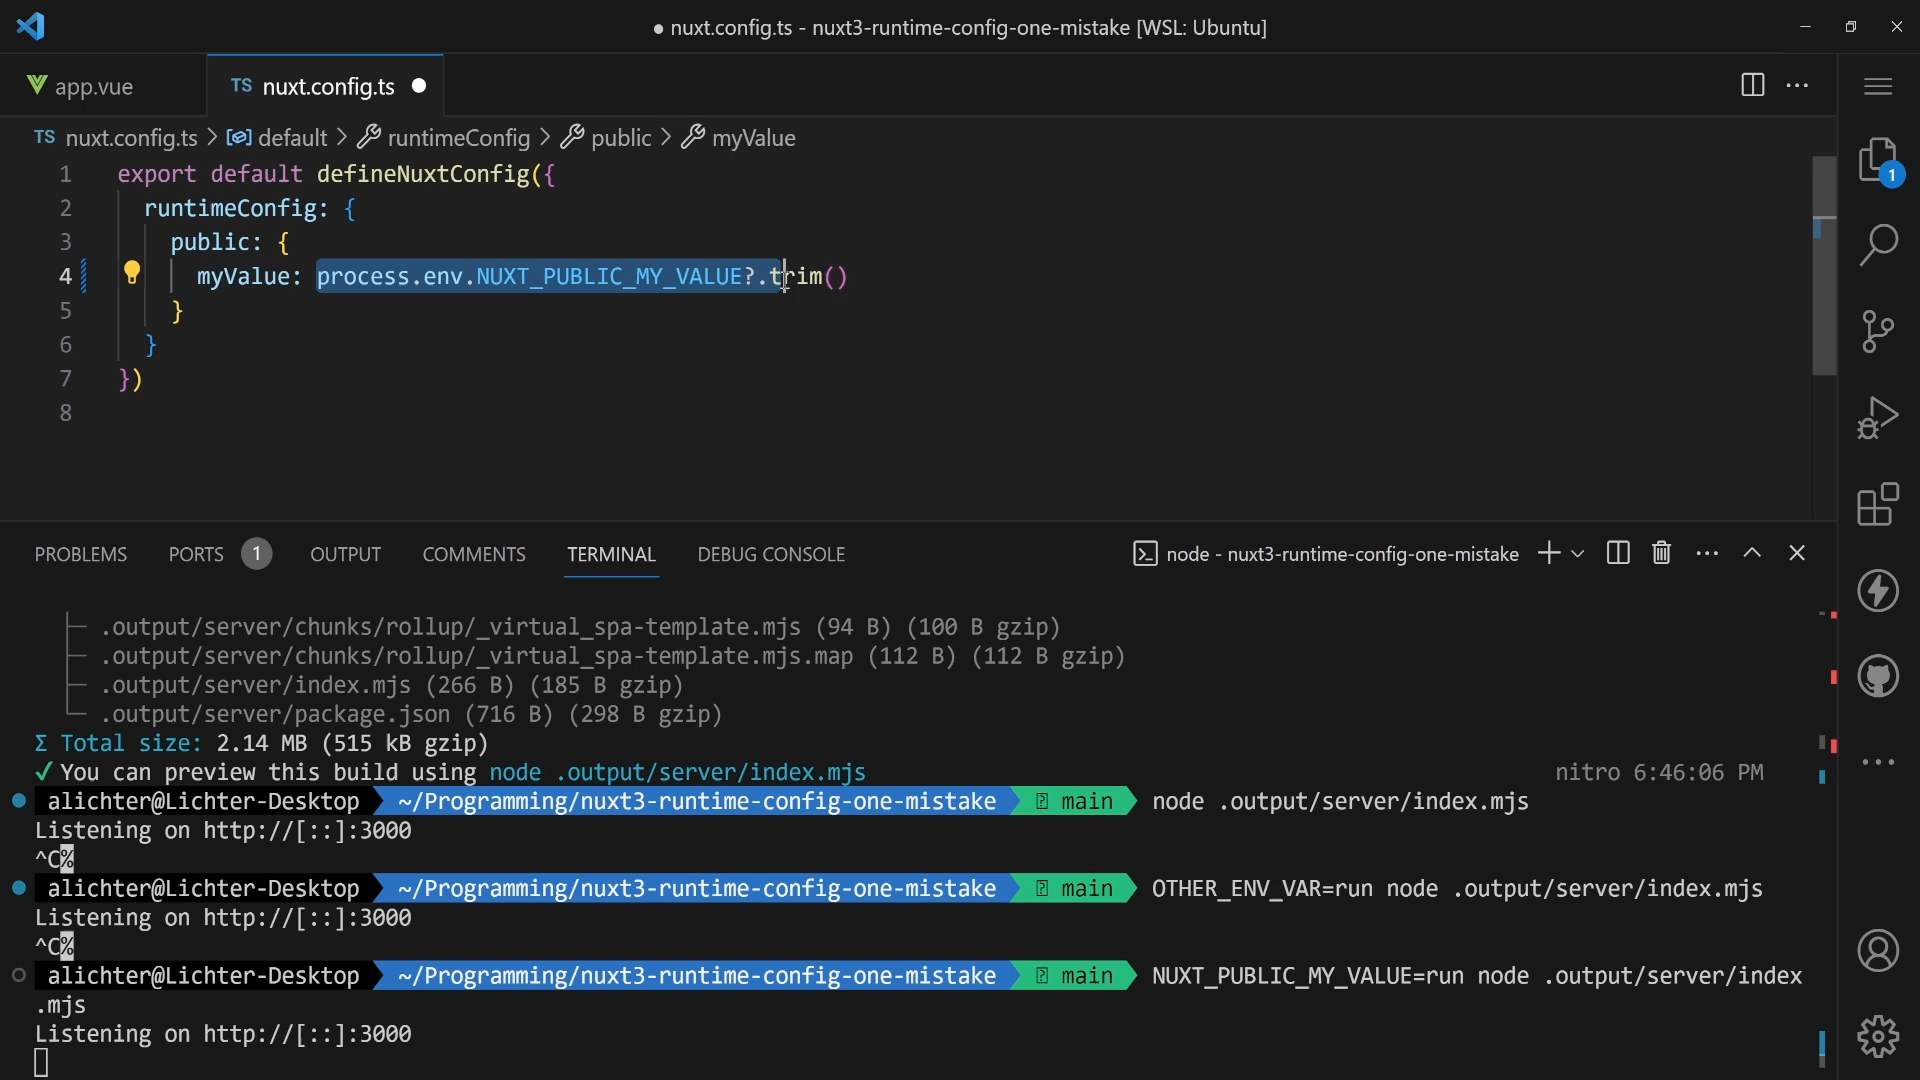 ● nuxt.config.ts - nuxt3-runtime-config-one-mistake [WSL: Ubuntu]
app.vue
TS nuxt.config.ts ●
TS nuxt.config.ts > default > runtimeConfig > public > myValue
1 export default defineNuxtConfig({
2 runtimeConfig: {
3 public: {
4 myValue: process.env.NUXT_PUBLIC_MY_VALUE?.trim()
5 }
6 }
7 })
8
1
PROBLEMS PORTS 1 OUTPUT COMMENTS TERMINAL DEBUG CONSOLE node - nuxt3-runtime-config-one-mistake
├─ .output/server/chunks/rollup/_virtual_spa-template.mjs (94 B) (100 B gzip)
├─ .output/server/chunks/rollup/_virtual_spa-template.mjs.map (112 B) (112 B gzip)
├─ .output/server/index.mjs (266 B) (185 B gzip)
└─ .output/server/package.json (716 B) (298 B gzip)
Σ Total size: 2.14 MB (515 kB gzip)
✓ You can preview this build using node .output/server/index.mjs nitro 6:46:06 PM
alichter@Lichter-Desktop ~/Programming/nuxt3-runtime-config-one-mistake main node .output/server/index.mjs
Listening on http://[::]:3000
^C%
alichter@Lichter-Desktop ~/Programming/nuxt3-runtime-config-one-mistake main OTHER_ENV_VAR=run node .output/server/index.mjs
Listening on http://[::]:3000
^C%
alichter@Lichter-Desktop ~/Programming/nuxt3-runtime-config-one-mistake main NUXT_PUBLIC_MY_VALUE=run node .output/server/index
.mjs
Listening on http://[::]:3000